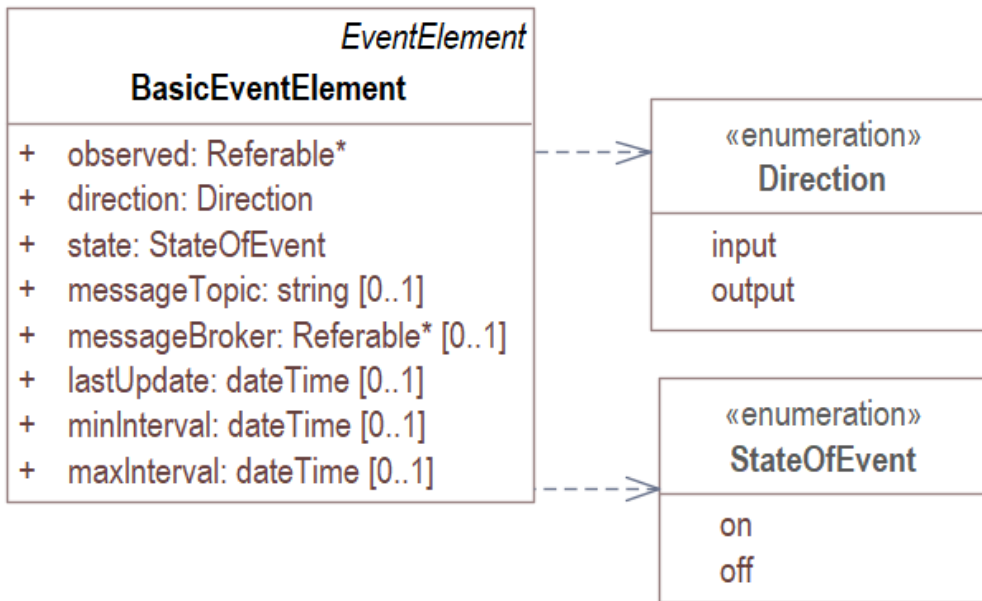 EventElement
BasicEventElement
+ observed: Referable*
+ direction: Direction
+ state: StateOfEvent
+ messageTopic: string [0..1]
+ messageBroker: Referable* [0..1]
+ lastUpdate: dateTime [0..1]
+ minInterval: dateTime [0..1]
+ maxInterval: dateTime [0..1]
«enumeration»
Direction
input
output
«enumeration»
StateOfEvent
on
off